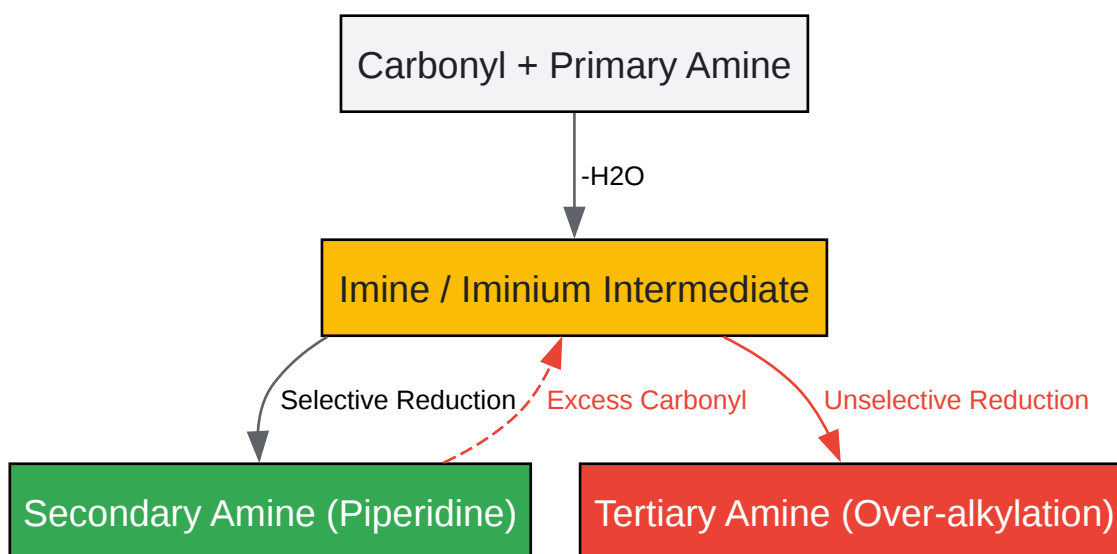 Carbonyl + Primary Amine
-H2O
Imine / Iminium Intermediate
Selective Reduction
Excess Carbonyl
Unselective Reduction
Secondary Amine (Piperidine)
Tertiary Amine (Over-alkylation)